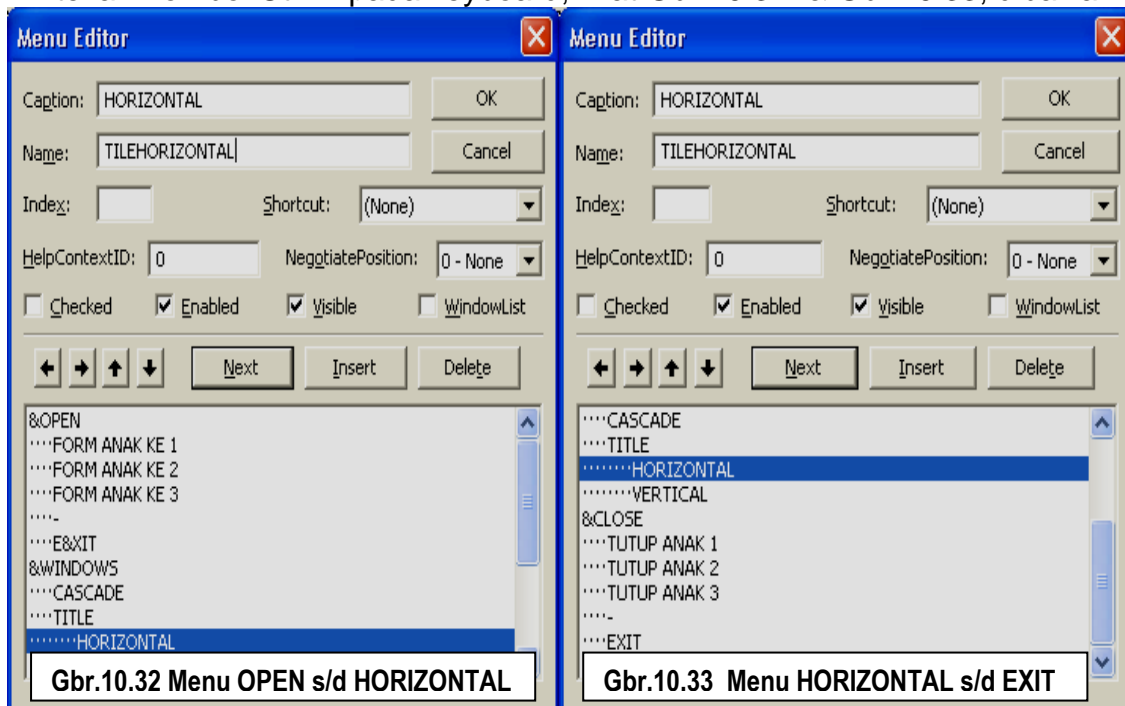 Menu Editor
Caption: HORIZONTAL OK
Name: TILEHORIZONTAL Cancel
Index: Shortcut: (None)
HelpContextID: 0 NegotiatePosition: 0 - None
Checked Enabled Visible WindowList
Next Insert Delete
&OPEN
····FORM ANAK KE 1
····FORM ANAK KE 2
····FORM ANAK KE 3
····-
····E&XIT
&WINDOWS
····CASCADE
····TITLE
········HORIZONTAL
Gbr.10.32 Menu OPEN s/d HORIZONTAL
Menu Editor
Caption: HORIZONTAL OK
Name: TILEHORIZONTAL Cancel
Index: Shortcut: (None)
HelpContextID: 0 NegotiatePosition: 0 - None
Checked Enabled Visible WindowList
Next Insert Delete
····CASCADE
····TITLE
········HORIZONTAL
········VERTICAL
&CLOSE
····TUTUP ANAK 1
····TUTUP ANAK 2
····TUTUP ANAK 3
····-
····EXIT
Gbr.10.33 Menu HORIZONTAL s/d EXIT